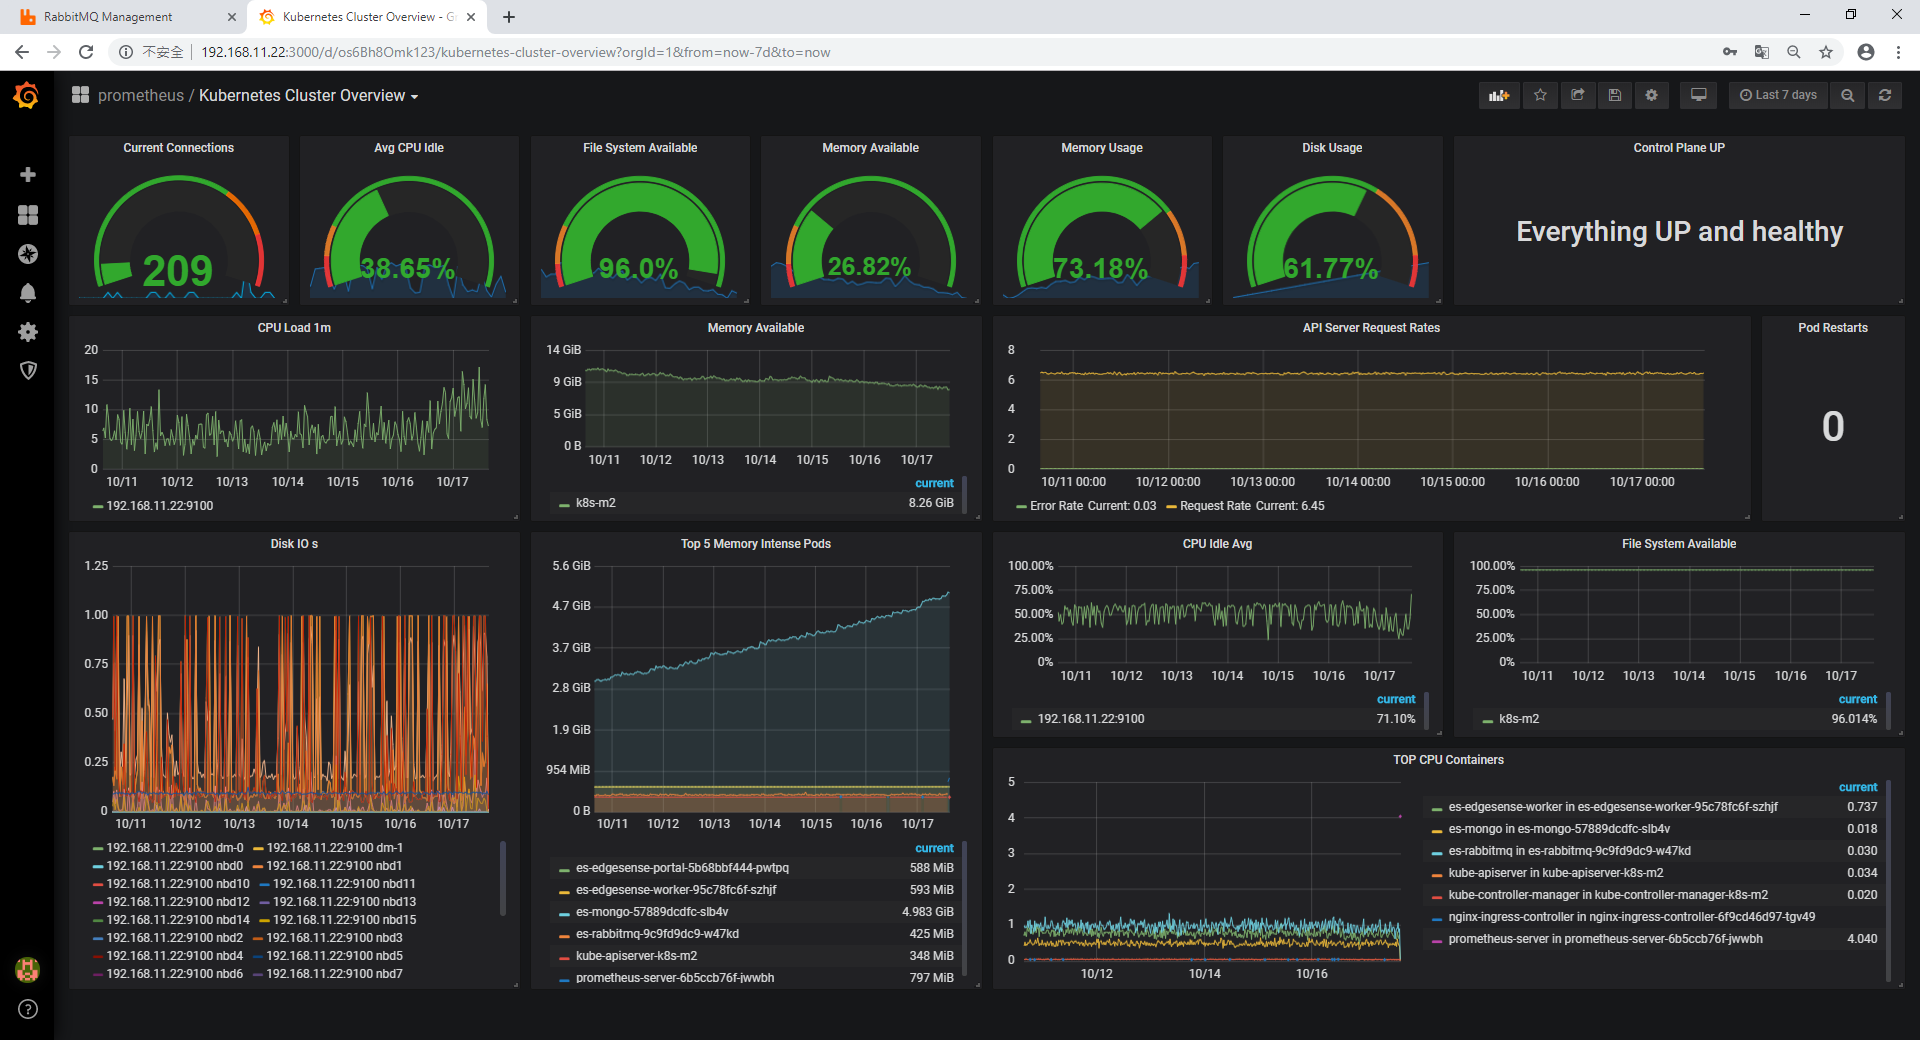 RabbitMQ Management
Kubernetes Cluster Overview - Gr
不安全 192.168.11.22:3000/d/os6Bh8Omk123/kubernetes-cluster-overview?orgId=1&from=now-7d&to=now
prometheus / Kubernetes Cluster Overview
Last 7 days
Current Connections
209
Avg CPU Idle
38.65%
File System Available
96.0%
Memory Available
26.82%
Memory Usage
73.18%
Disk Usage
61.77%
Control Plane UP
Everything UP and healthy
CPU Load 1m
20
15
10
5
0
10/11 10/12 10/13 10/14 10/15 10/16 10/17
192.168.11.22:9100
Memory Available
14 GiB
9 GiB
5 GiB
0 B
10/11 10/12 10/13 10/14 10/15 10/16 10/17
current
k8s-m2 8.26 GiB
API Server Request Rates
8
6
4
2
0
10/11 00:00 10/12 00:00 10/13 00:00 10/14 00:00 10/15 00:00 10/16 00:00 10/17 00:00
Error Rate Current: 0.03 Request Rate Current: 6.45
Pod Restarts
0
Disk IO s
1.25
1.00
0.75
0.50
0.25
0
10/11 10/12 10/13 10/14 10/15 10/16 10/17
192.168.11.22:9100 dm-0 192.168.11.22:9100 dm-1
192.168.11.22:9100 nbd0 192.168.11.22:9100 nbd1
192.168.11.22:9100 nbd10 192.168.11.22:9100 nbd11
192.168.11.22:9100 nbd12 192.168.11.22:9100 nbd13
192.168.11.22:9100 nbd14 192.168.11.22:9100 nbd15
192.168.11.22:9100 nbd2 192.168.11.22:9100 nbd3
192.168.11.22:9100 nbd4 192.168.11.22:9100 nbd5
192.168.11.22:9100 nbd6 192.168.11.22:9100 nbd7
Top 5 Memory Intense Pods
5.6 GiB
4.7 GiB
3.7 GiB
2.8 GiB
1.9 GiB
954 MiB
0 B
10/11 10/12 10/13 10/14 10/15 10/16 10/17
current
es-edgesense-portal-5b68bbf444-pwtpq 588 MiB
es-edgesense-worker-95c78fc6f-szhjf 593 MiB
es-mongo-57889dcdfc-slb4v 4.983 GiB
es-rabbitmq-9c9fd9dc9-w47kd 425 MiB
kube-apiserver-k8s-m2 348 MiB
prometheus-server-6b5ccb76f-jwwbh 797 MiB
CPU Idle Avg
100.00%
75.00%
50.00%
25.00%
0%
10/11 10/12 10/13 10/14 10/15 10/16 10/17
current
192.168.11.22:9100 71.10%
File System Available
100.00%
75.00%
50.00%
25.00%
0%
10/11 10/12 10/13 10/14 10/15 10/16 10/17
current
k8s-m2 96.014%
TOP CPU Containers
5
4
3
2
1
0
10/12 10/14 10/16
current
es-edgesense-worker in es-edgesense-worker-95c78fc6f-szhjf 0.737
es-mongo in es-mongo-57889dcdfc-slb4v 0.018
es-rabbitmq in es-rabbitmq-9c9fd9dc9-w47kd 0.030
kube-apiserver in kube-apiserver-k8s-m2 0.034
kube-controller-manager in kube-controller-manager-k8s-m2 0.020
nginx-ingress-controller in nginx-ingress-controller-6f9cd46d97-tgv49
prometheus-server in prometheus-server-6b5ccb76f-jwwbh 4.040